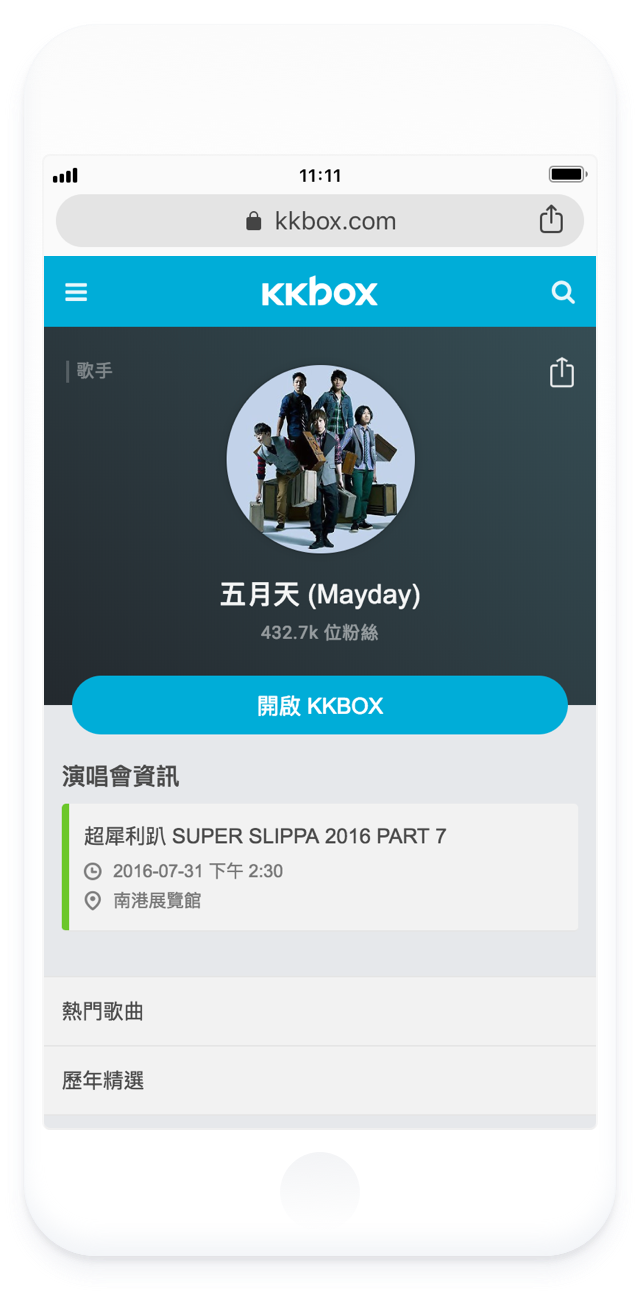 11:11
kkbox.com
KKBOX
歌手
五月天 (Mayday)
432.7k 位粉絲
開啟 KKBOX
演唱會資訊
超犀利趴 SUPER SLIPPA 2016 PART 7
2016-07-31 下午 2:30
南港展覽館
熱門歌曲
歷年精選